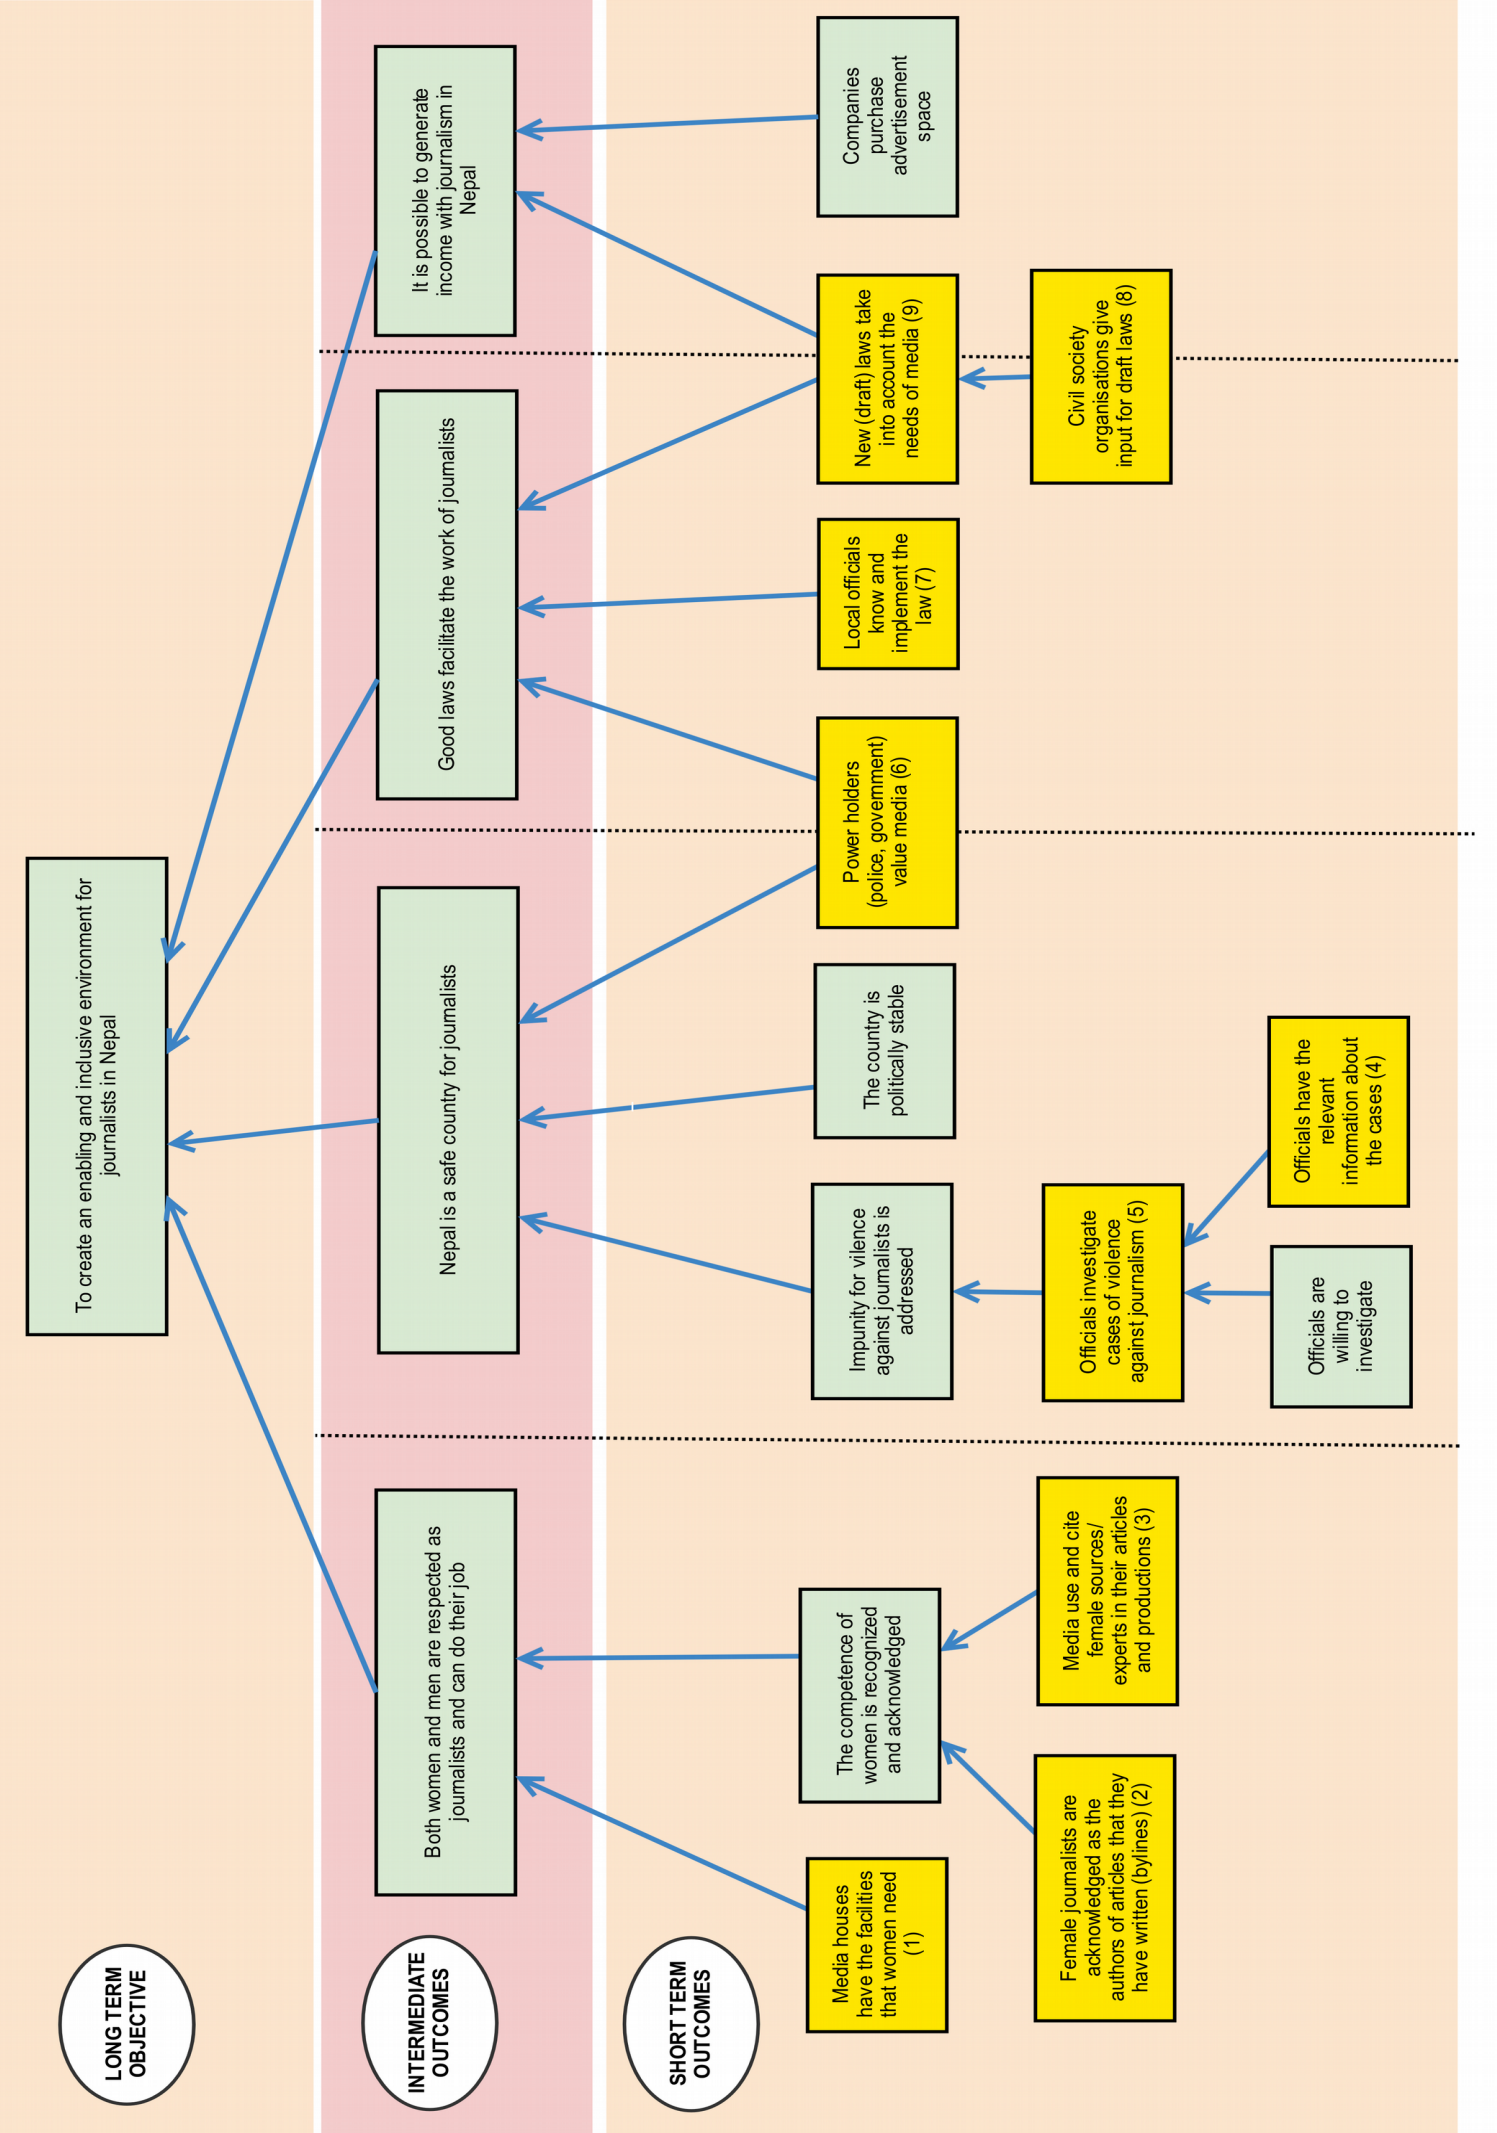 LONG TERM
OBJECTIVE
To create an enabling and inclusive environment for
journalists in Nepal
INTERMEDIATE
OUTCOMES
Both women and men are respected as
journalists and can do their job
Nepal is a safe country for journalists
Good laws facilitate the work of journalists
It is possible to generate
income with journalism in
Nepal
SHORT TERM
OUTCOMES
Media houses
have the facilities
that women need
(1)
The competence of
women is recognized
and acknowledged
Impunity for vilence
against journalists is
addressed
The country is
politically stable
Power holders
(police, government)
value media (6)
Local officials
know and
implement the
law (7)
New (draft) laws take
into account the
needs of media (9)
Companies
purchase
advertisement
space
Female journalists are
acknowledged as the
authors of articles that they
have written (bylines) (2)
Media use and cite
female sources/
experts in their articles
and productions (3)
Officials investigate
cases of violence
against journalism (5)
Civil society
organisations give
input for draft laws (8)
Officials are
willing to
investigate
Officials have the
relevant
information about
the cases (4)